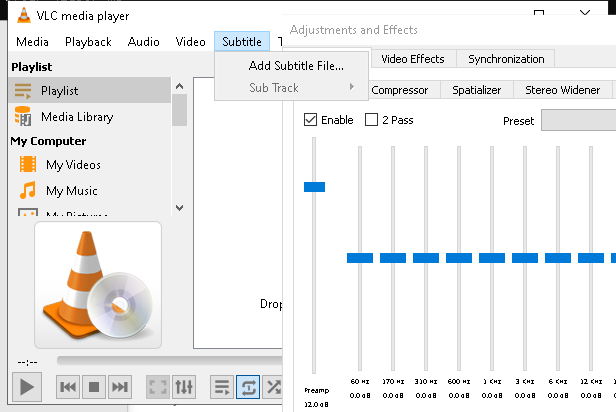 VLC media player
Media Playback Audio Video Subtitle T
Adjustments and Effects
Add Subtitle File...
Sub Track
Video Effects Synchronization
Compressor Spatializer Stereo Widener
Enable 2 Pass Preset
Playlist
Playlist
Media Library
My Computer
My Videos
My Music
My Pictures
Drop
--:--
60 Hz 170 Hz 310 Hz 600 Hz 1 KHz 3 KHz 6 KHz 12 KHz
Preamp 0.0 dB 0.0 dB 0.0 dB 0.0 dB 0.0 dB 0.0 dB 0.0 dB 0.0 dB
12.0 dB